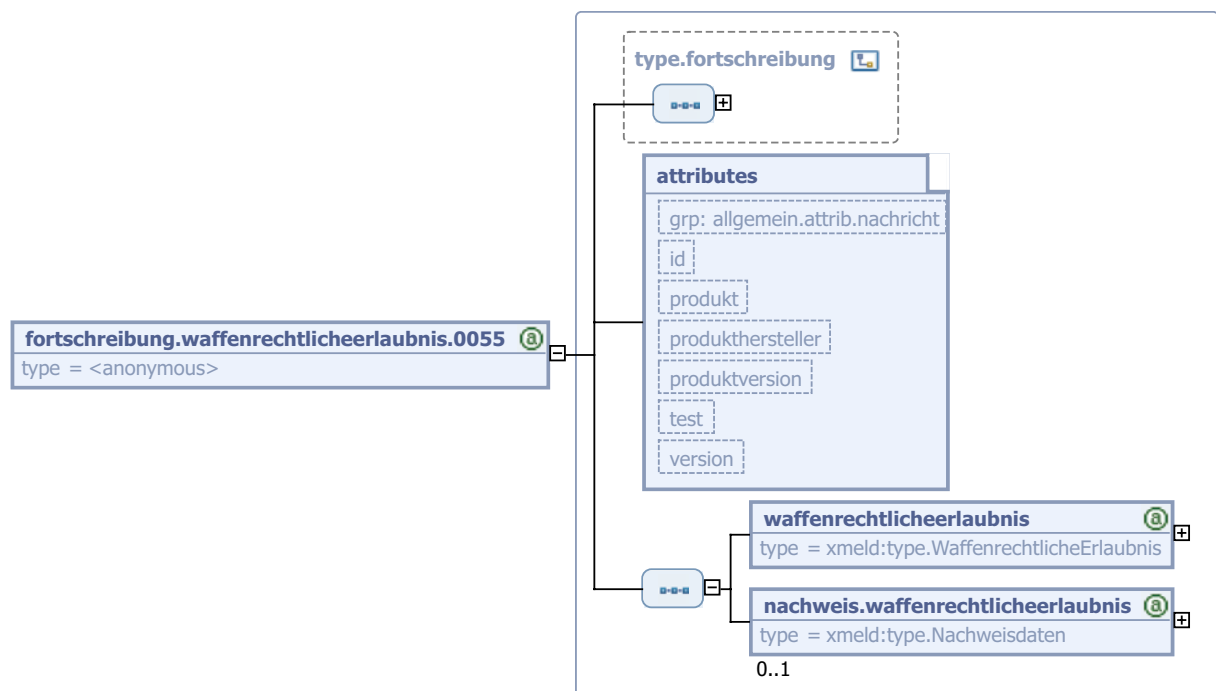 type.fortschreibung
attributes
grp: allgemein.attrib.nachricht
id
produkt
produkthersteller
produktversion
test
version
fortschreibung.waffenrechtlicheerlaubnis.0055 @
type = <anonymous>
waffenrechtlicheerlaubnis @
type = xmeld:type.WaffenrechtlicheErlaubnis
nachweis.waffenrechtlicheerlaubnis @
type = xmeld:type.Nachweisdaten
0..1